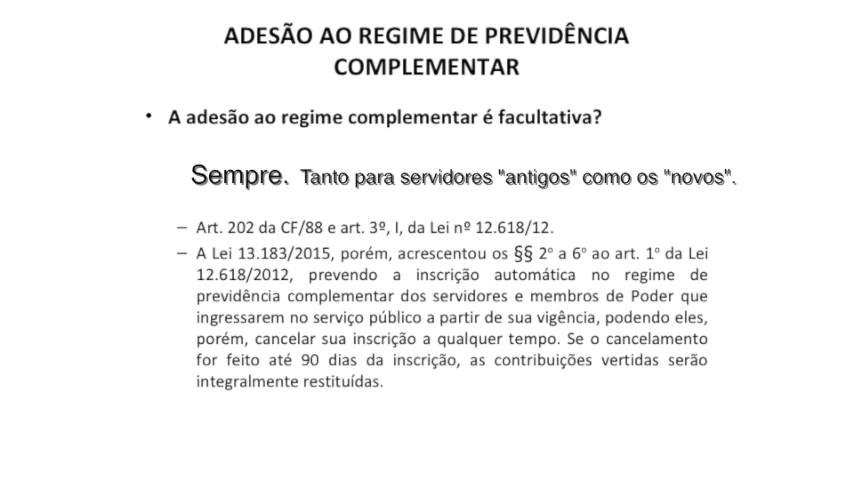 ADESÃO AO REGIME DE PREVIDÊNCIA
COMPLEMENTAR
• A adesão ao regime complementar é facultativa?
Sempre. Tanto para servidores "antigos" como os "novos".
– Art. 202 da CF/88 e art. 3º, I, da Lei nº 12.618/12.
– A Lei 13.183/2015, porém, acrescentou os §§ 2º a 6º ao art. 1º da Lei
12.618/2012, prevendo a inscrição automática no regime de
previdência complementar dos servidores e membros de Poder que
ingressarem no serviço público a partir de sua vigência, podendo eles,
porém, cancelar sua inscrição a qualquer tempo. Se o cancelamento
for feito até 90 dias da inscrição, as contribuições vertidas serão
integralmente restituídas.